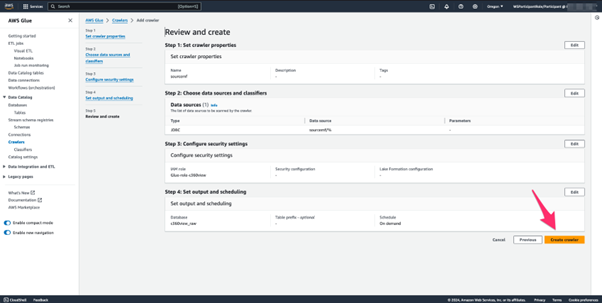 aws
Services
Search
[Option+S]
Oregon
WSParticipantRole/Participant
AWS Glue
AWS Glue > Crawlers > Add crawler
Getting started
ETL jobs
Visual ETL
Notebooks
Job run monitoring
Data Catalog tables
Data connections
Workflows (orchestration)
Data Catalog
Databases
Tables
Stream schema registries
Schemas
Connections
Crawlers
Classifiers
Catalog settings
Data Integration and ETL
Legacy pages
What's New
Documentation
AWS Marketplace
Enable compact mode
Enable new navigation
Step 1
Set crawler properties
Step 2
Choose data sources and
classifiers
Step 3
Configure security settings
Step 4
Set output and scheduling
Step 5
Review and create
Review and create
Step 1: Set crawler properties
Edit
Set crawler properties
Name
Description
Tags
-
-
Step 2: Choose data sources and classifiers
Edit
Data sources (1) Info
The list of data sources to be scanned by the crawler.
Type
Data source
Parameters
JDBC
-
Step 3: Configure security settings
Edit
Configure security settings
IAM role
Security configuration
Lake Formation configuration
Glue-role-c360view
-
-
Step 4: Set output and scheduling
Edit
Set output and scheduling
Database
Table prefix - optional
Schedule
c360view_raw
-
On demand
Cancel
Previous
Create crawler
CloudShell
Feedback
© 2024, Amazon Web Services, Inc. or its affiliates.
Privacy
Terms
Cookie preferences